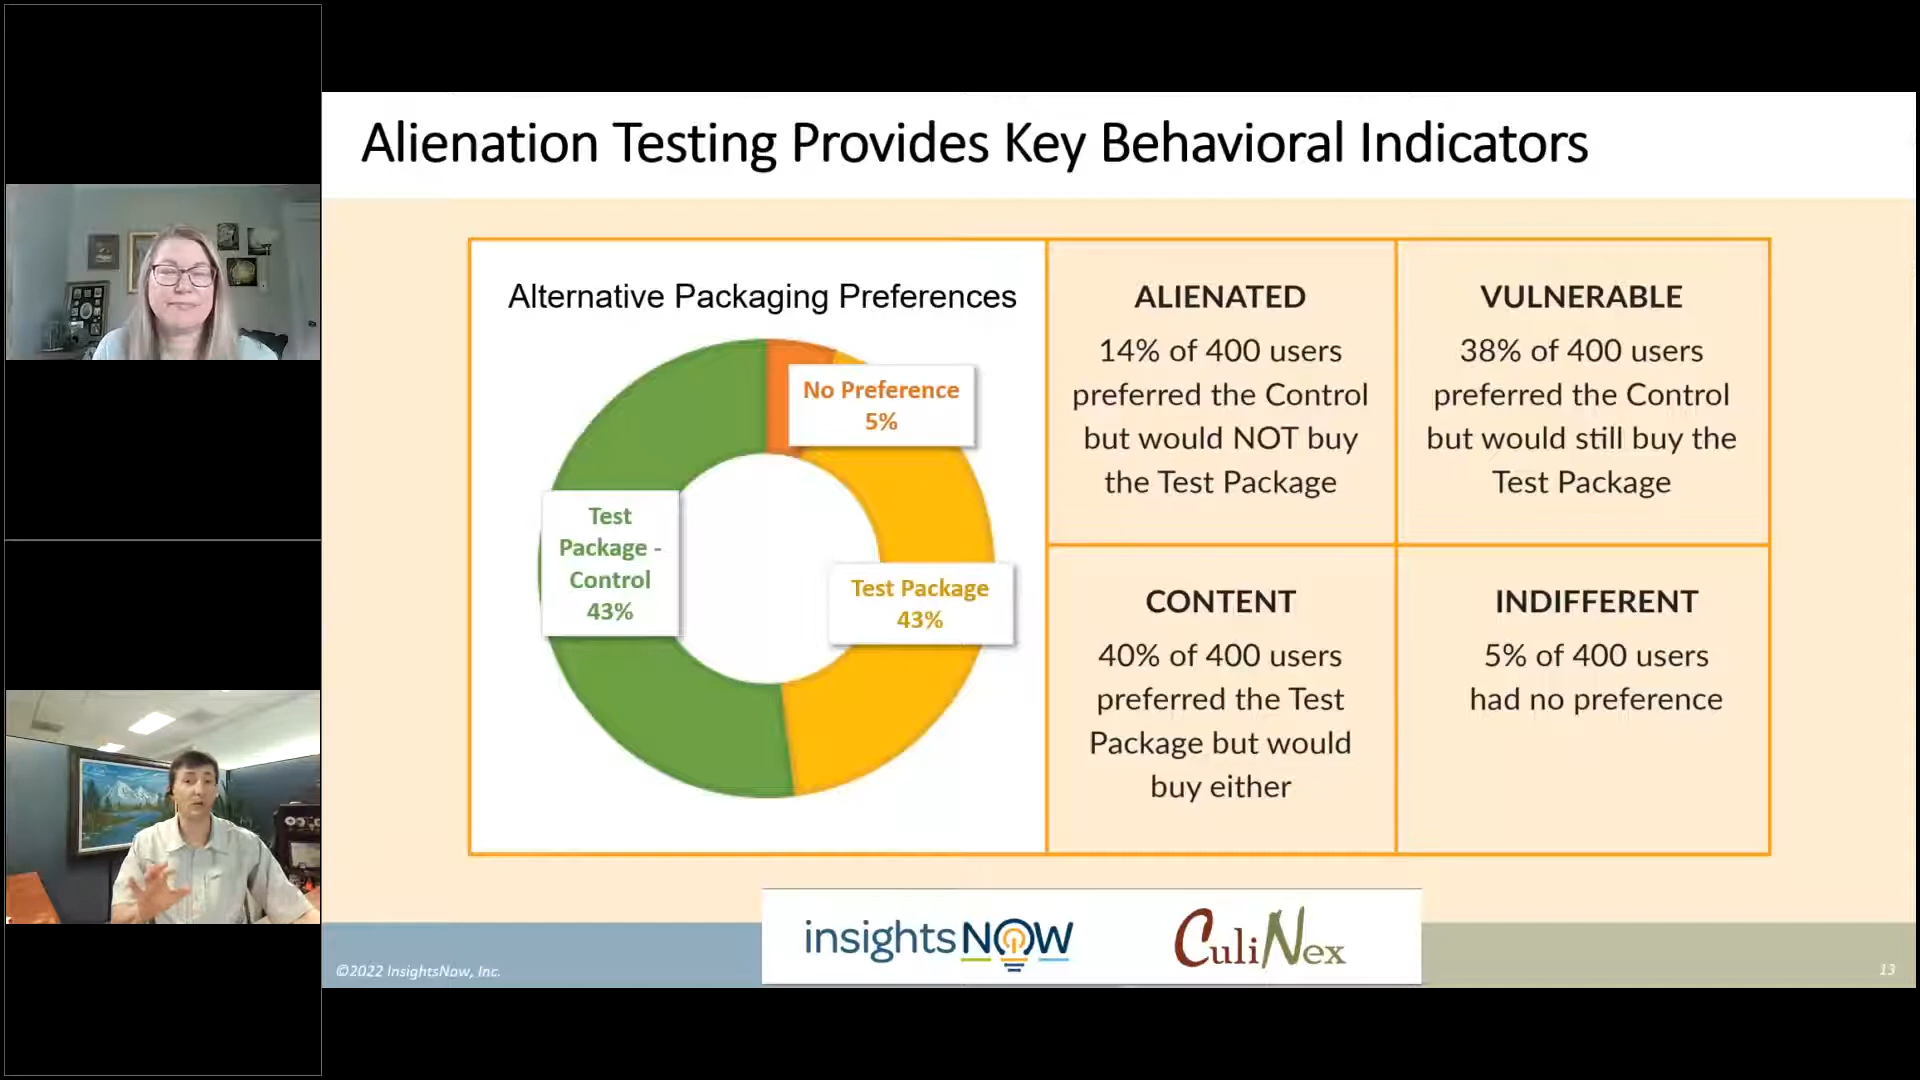 Alienation Testing Provides Key Behavioral Indicators
Alternative Packaging Preferences
No Preference
5%
Test
Package -
Control
43%
Test Package
43%
ALIENATED
14% of 400 users
preferred the Control
but would NOT buy
the Test Package
VULNERABLE
38% of 400 users
preferred the Control
but would still buy the
Test Package
CONTENT
40% of 400 users
preferred the Test
Package but would
buy either
INDIFFERENT
5% of 400 users
had no preference
insightsNOW
CuliNex
©2022 InsightsNow, Inc.
13